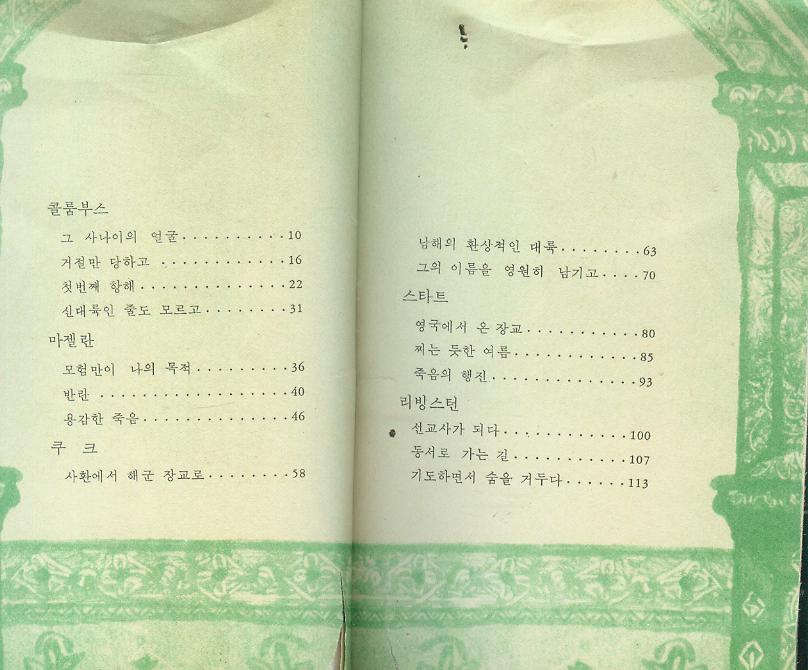 콜룸부스
그 사나이의 얼굴··········10
거절만 당하고 ············16
첫번째 항해··············22
신대륙인 줄도 모르고········31
마젤란
모험만이 나의 목적·········36
반란 ··················40
용감한 죽음··············46
쿠 크
사환에서 해군 장교로········58
남해의 환상적인 대륙········63
그의 이름을 영원히 남기고····70
스타트
영국에서 온 장교···········80
찌는 듯한 여름············85
죽음의 행진··············93
리빙스턴
선교사가 되다············100
동서로 가는 길···········107
기도하면서 숨을 거두다······113